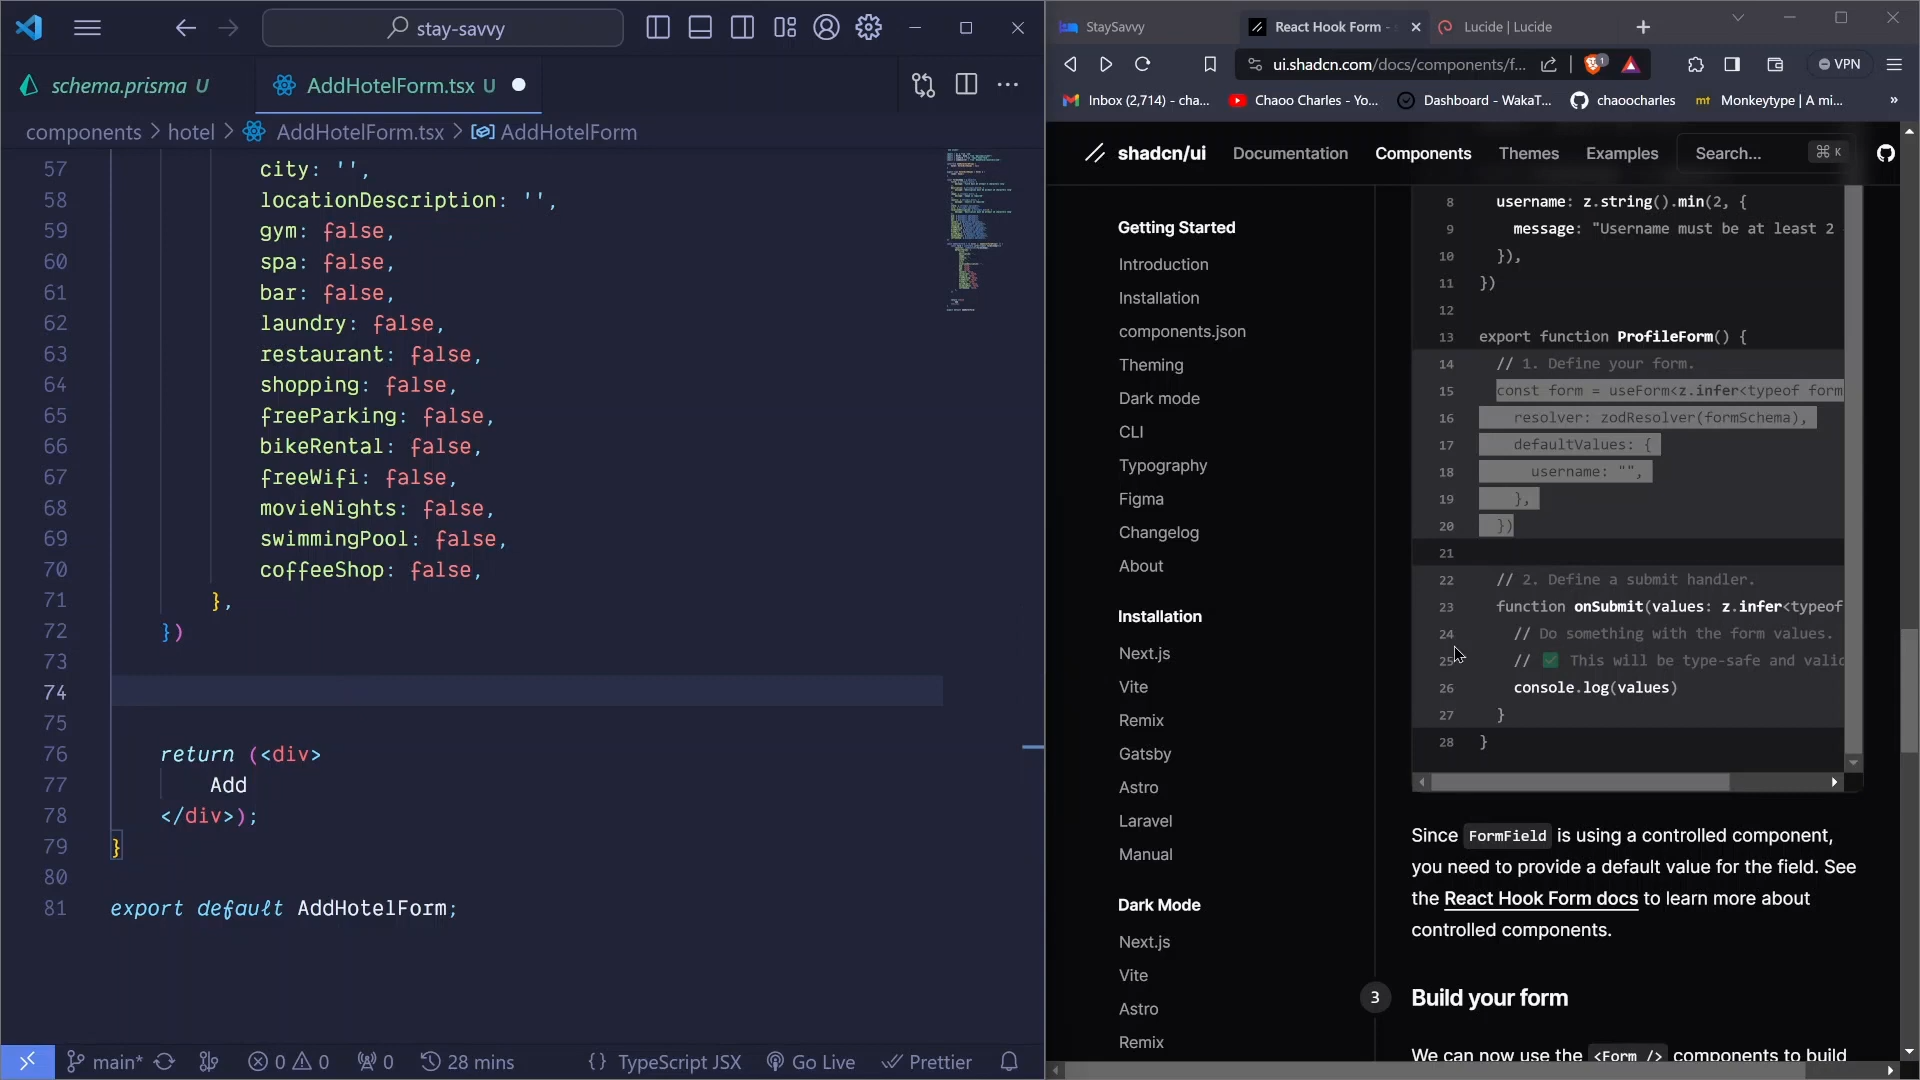 stay-savvy
schema.prisma U
AddHotelForm.tsx U
components > hotel > AddHotelForm.tsx > AddHotelForm
57 city: '',
58 locationDescription: '',
59 gym: false,
60 spa: false,
61 bar: false,
62 laundry: false,
63 restaurant: false,
64 shopping: false,
65 freeParking: false,
66 bikeRental: false,
67 freeWifi: false,
68 movieNights: false,
69 swimmingPool: false,
70 coffeeShop: false,
71 },
72 })
73
74
75
76 return (<div>
77 Add
78 </div>);
79 }
80
81 export default AddHotelForm;
main*
0 0
0
28 mins
{} TypeScript JSX
Go Live
Prettier
StaySavvy
React Hook Form -
Lucide | Lucide
ui.shadcn.com/docs/components/f...
1
VPN
Inbox (2,714) - cha...
Chaoo Charles - Yo...
Dashboard - WakaT...
chaoocharles
mt Monkeytype | A mi...
»
shadcn/ui
Documentation
Components
Themes
Examples
Search...
⌘ K
Getting Started
Introduction
Installation
components.json
Theming
Dark mode
CLI
Typography
Figma
Changelog
About
Installation
Next.js
Vite
Remix
Gatsby
Astro
Laravel
Manual
Dark Mode
Next.js
Vite
Astro
Remix
8 username: z.string().min(2, {
9 message: "Username must be at least 2
10 }),
11 })
12
13 export function ProfileForm() {
14 // 1. Define your form.
15 const form = useForm<z.infer<typeof form
16 resolver: zodResolver(formSchema),
17 defaultValues: {
18 username: "",
19 },
20 })
21
22 // 2. Define a submit handler.
23 function onSubmit(values: z.infer<typeof
24 // Do something with the form values.
25 // ✅ This will be type-safe and valic
26 console.log(values)
27 }
28 }
Since FormField is using a controlled component,
you need to provide a default value for the field. See
the React Hook Form docs to learn more about
controlled components.
3 Build your form
We can now use the <Form /> components to build